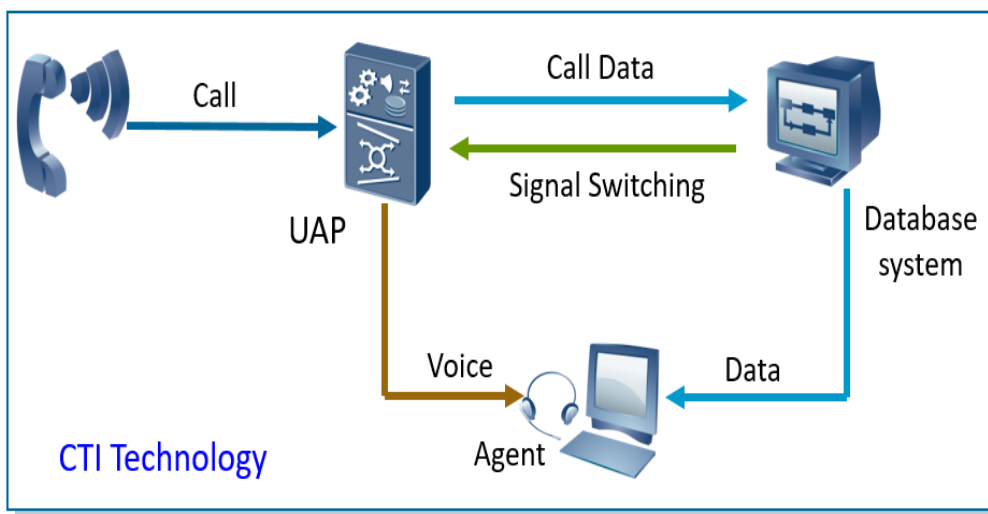 Call
Call Data
Signal Switching
UAP
Database
system
Voice
Data
Agent
CTI Technology